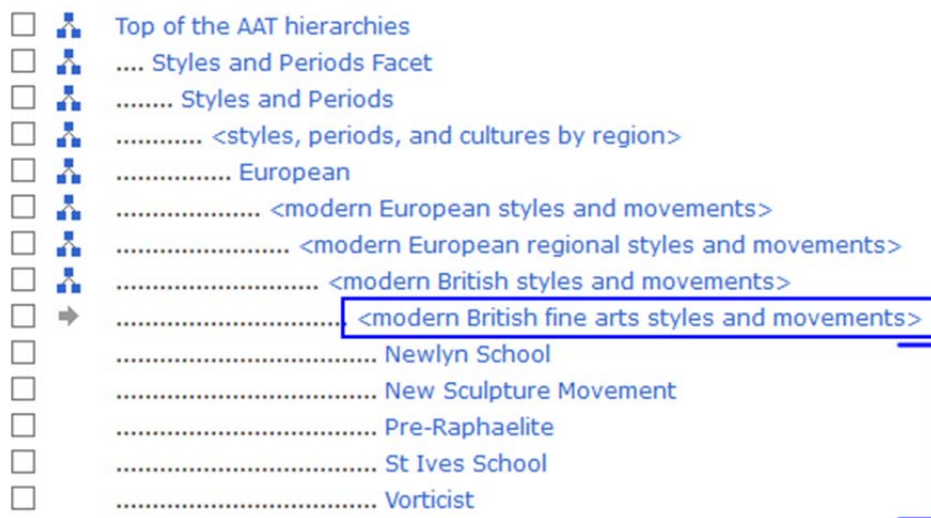 Top of the AAT hierarchies
.... Styles and Periods Facet
........ Styles and Periods
............ <styles, periods, and cultures by region>
................ European
.................... <modern European styles and movements>
........................ <modern European regional styles and movements>
............................ <modern British styles and movements>
................................ <modern British fine arts styles and movements>
.................................... Newlyn School
.................................... New Sculpture Movement
.................................... Pre-Raphaelite
.................................... St Ives School
.................................... Vorticist